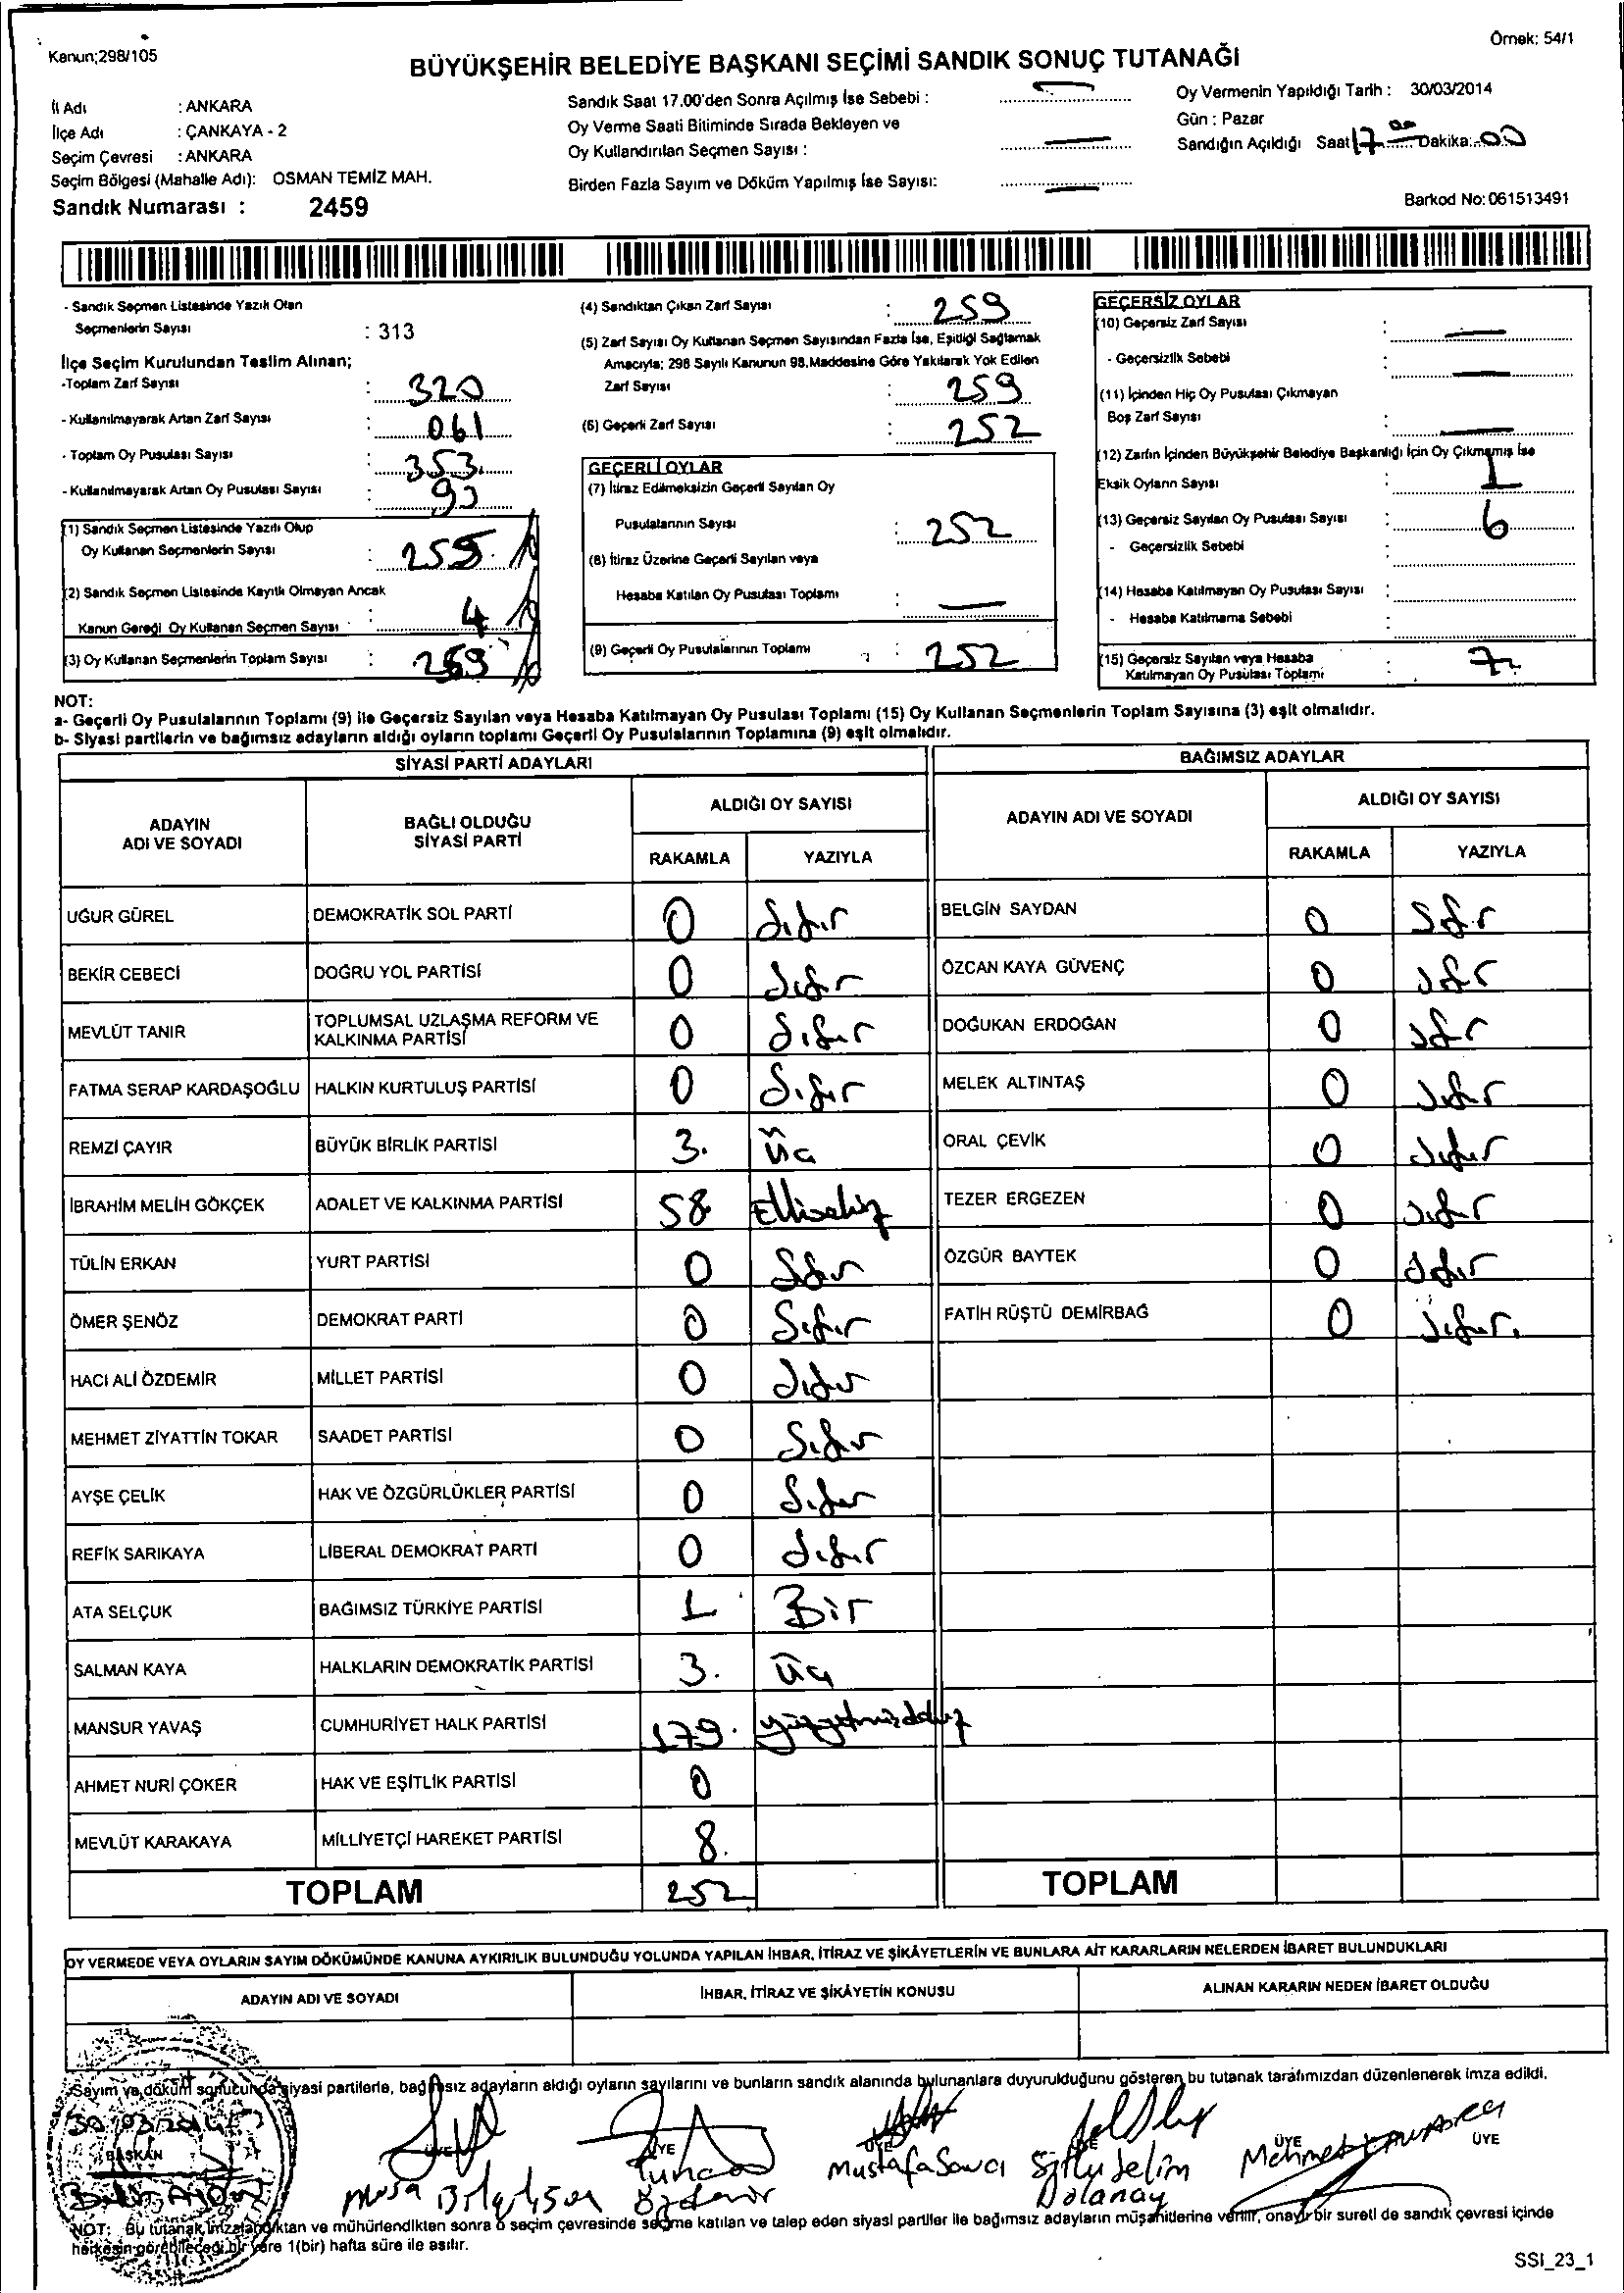 Kanun;298/105
Örnek: 54/1
BÜYÜKŞEHİR BELEDİYE BAŞKANI SEÇİMİ SANDIK SONUÇ TUTANAĞI
İl Adı : ANKARA
İlçe Adı : ÇANKAYA - 2
Seçim Çevresi : ANKARA
Seçim Bölgesi (Mahalle Adı): OSMAN TEMİZ MAH.
Sandık Numarası : 2459
Sandık Saat 17.00'den Sonra Açılmış İse Sebebi : —
Oy Verme Saati Bitiminde Sırada Bekleyen ve
Oy Kullandırılan Seçmen Sayısı : —
Birden Fazla Sayım ve Döküm Yapılmış İse Sayısı: —
Oy Vermenin Yapıldığı Tarih : 30/03/2014
Gün : Pazar
Sandığın Açıldığı Saat 17 00 Dakika: 00
Barkod No: 061513491
- Sandık Seçmen Listesinde Yazılı Olan
Seçmenlerin Sayısı : 313
İlçe Seçim Kurulundan Teslim Alınan;
-Toplam Zarf Sayısı : 320
- Kullanılmayarak Artan Zarf Sayısı : 061
- Toplam Oy Pusulası Sayısı : 353
- Kullanılmayarak Artan Oy Pusulası Sayısı :
(1) Sandık Seçmen Listesinde Yazılı Olup
Oy Kullanan Seçmenlerin Sayısı : 255
(2) Sandık Seçmen Listesinde Kayıtlı Olmayan Ancak
Kanun Gereği Oy Kullanan Seçmen Sayısı : 4
(3) Oy Kullanan Seçmenlerin Toplam Sayısı : 259
(4) Sandıktan Çıkan Zarf Sayısı : 259
(5) Zarf Sayısı Oy Kullanan Seçmen Sayısından Fazla İse, Eşitliği Sağlamak
Amacıyla; 298 Sayılı Kanunun 98.Maddesine Göre Yakılarak Yok Edilen
Zarf Sayısı : 259
(6) Geçerli Zarf Sayısı : 252
GEÇERLİ OYLAR
(7) İtiraz Edilmeksizin Geçerli Sayılan Oy
Pusulalarının Sayısı : 252
(8) İtiraz Üzerine Geçerli Sayılan veya
Hesaba Katılan Oy Pusulası Toplamı : —
(9) Geçerli Oy Pusulalarının Toplamı : 252
GEÇERSİZ OYLAR
(10) Geçersiz Zarf Sayısı : —
- Geçersizlik Sebebi : —
(11) İçinden Hiç Oy Pusulası Çıkmayan
Boş Zarf Sayısı : —
(12) Zarfın İçinden Büyükşehir Belediye Başkanlığı İçin Oy Çıkmamış İse
Eksik Oyların Sayısı : 1
(13) Geçersiz Sayılan Oy Pusulası Sayısı : 6
- Geçersizlik Sebebi :
(14) Hesaba Katılmayan Oy Pusulası Sayısı :
- Hesaba Katılmama Sebebi :
(15) Geçersiz Sayılan veya Hesaba
Katılmayan Oy Pusulası Toplamı : 7
NOT:
a- Geçerli Oy Pusulalarının Toplamı (9) ile Geçersiz Sayılan veya Hesaba Katılmayan Oy Pusulası Toplamı (15) Oy Kullanan Seçmenlerin Toplam Sayısına (3) eşit olmalıdır.
b- Siyasi partilerin ve bağımsız adayların aldığı oyların toplamı Geçerli Oy Pusulalarının Toplamına (9) eşit olmalıdır.
SİYASİ PARTİ ADAYLARI
ADAYIN ADI VE SOYADI BAĞLI OLDUĞU SİYASİ PARTİ ALDIĞI OY SAYISI
RAKAMLA YAZIYLA
UĞUR GÜREL DEMOKRATİK SOL PARTİ 0 Sıfır
BEKİR CEBECİ DOĞRU YOL PARTİSİ 0 Sıfır
MEVLÜT TANIR TOPLUMSAL UZLAŞMA REFORM VE KALKINMA PARTİSİ 0 Sıfır
FATMA SERAP KARDAŞOĞLU HALKIN KURTULUŞ PARTİSİ 0 Sıfır
REMZİ ÇAYIR BÜYÜK BİRLİK PARTİSİ 3. Üç
İBRAHİM MELİH GÖKÇEK ADALET VE KALKINMA PARTİSİ 58 Ellisekiz
TÜLİN ERKAN YURT PARTİSİ 0 Sıfır
ÖMER ŞENÖZ DEMOKRAT PARTİ 0 Sıfır
HACI ALİ ÖZDEMİR MİLLET PARTİSİ 0 Sıfır
MEHMET ZİYATTİN TOKAR SAADET PARTİSİ 0 Sıfır
AYŞE ÇELİK HAK VE ÖZGÜRLÜKLER PARTİSİ 0 Sıfır
REFİK SARIKAYA LİBERAL DEMOKRAT PARTİ 0 Sıfır
ATA SELÇUK BAĞIMSIZ TÜRKİYE PARTİSİ 1 Bir
SALMAN KAYA HALKLARIN DEMOKRATİK PARTİSİ 3. Üç
MANSUR YAVAŞ CUMHURİYET HALK PARTİSİ 179. yüzyetmişdokuz
AHMET NURİ ÇOKER HAK VE EŞİTLİK PARTİSİ 0
MEVLÜT KARAKAYA MİLLİYETÇİ HAREKET PARTİSİ 8.
TOPLAM 252
BAĞIMSIZ ADAYLAR
ADAYIN ADI VE SOYADI ALDIĞI OY SAYISI
RAKAMLA YAZIYLA
BELGİN SAYDAN 0 Sıfır
ÖZCAN KAYA GÜVENÇ 0 Sıfır
DOĞUKAN ERDOĞAN 0 Sıfır
MELEK ALTINTAŞ 0 Sıfır
ORAL ÇEVİK 0 Sıfır
TEZER ERGEZEN 0 Sıfır
ÖZGÜR BAYTEK 0 Sıfır
FATİH RÜŞTÜ DEMİRBAĞ 0 Sıfır.
TOPLAM
OY VERMEDE VEYA OYLARIN SAYIM DÖKÜMÜNDE KANUNA AYKIRILIK BULUNDUĞU YOLUNDA YAPILAN İHBAR, İTİRAZ VE ŞİKÂYETLERİN VE BUNLARA AİT KARARLARIN NELERDEN İBARET BULUNDUKLARI
ADAYIN ADI VE SOYADI İHBAR, İTİRAZ VE ŞİKÂYETİN KONUSU ALINAN KARARIN NEDEN İBARET OLDUĞU
Sayım ve döküm sonucunda siyasi partilerle, bağımsız adayların aldığı oyların sayılarını ve bunların sandık alanında bulunanlara duyurulduğunu gösteren bu tutanak tarafımızdan düzenlenerek imza edildi.
30/03/2014
BAŞKAN ÜYE ÜYE ÜYE ÜYE ÜYE ÜYE
Musa Tuncay Özdemir Mustafa Savcı Sıtkı Selim Dolanay Mehmet
NOT: Bu tutanak, imzalandıktan ve mühürlendikten sonra o seçim çevresinde seçime katılan ve talep eden siyasi partiler ile bağımsız adayların müşahitlerine verilir, onaylı bir sureti de sandık çevresi içinde
herkesin görebileceği bir yere 1(bir) hafta süre ile asılır.
SSI_23_1